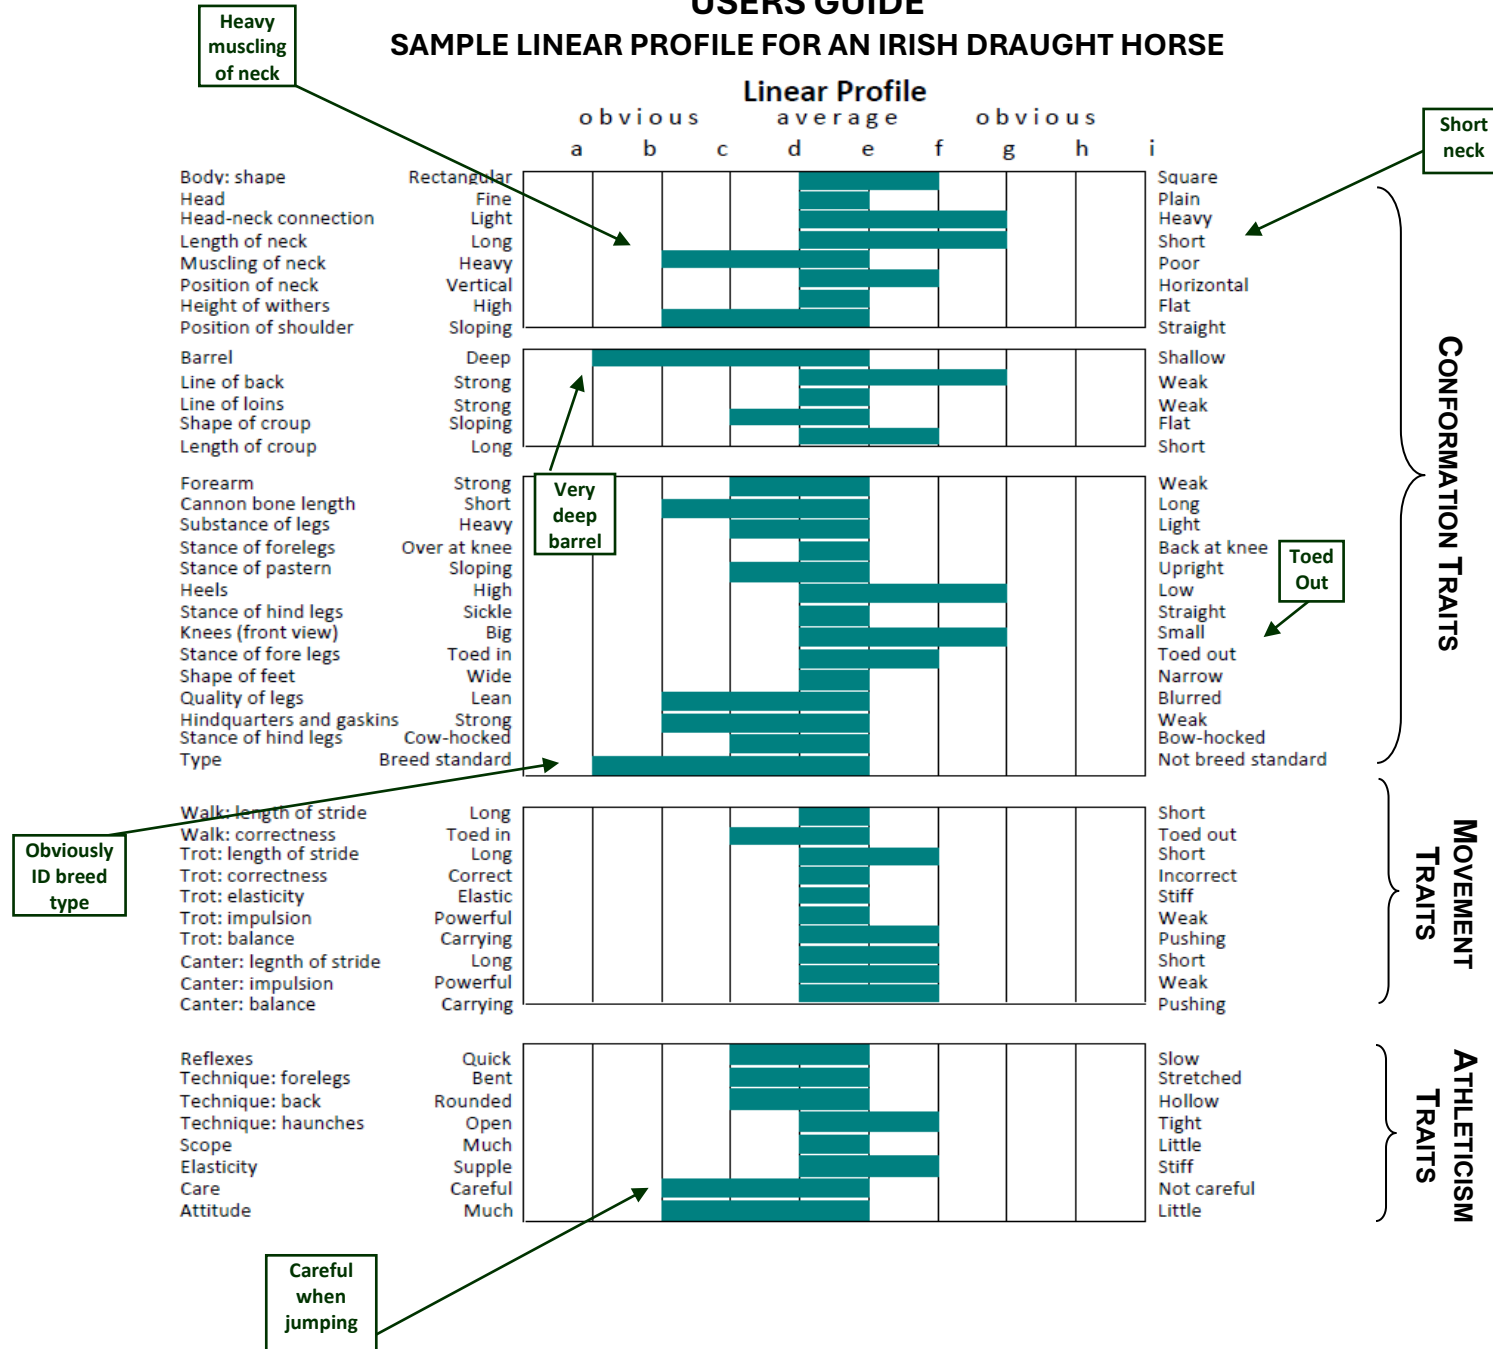 USERS GUIDE
SAMPLE LINEAR PROFILE FOR AN IRISH DRAUGHT HORSE
Heavy
muscling
of neck
Linear Profile
obvious average obvious
a b c d e f g h i
Short
neck
Body: shape Rectangular Square
Head Fine Plain
Head-neck connection Light Heavy
Length of neck Long Short
Muscling of neck Heavy Poor
Position of neck Vertical Horizontal
Height of withers High Flat
Position of shoulder Sloping Straight
Barrel Deep Shallow
Line of back Strong Weak
Line of loins Strong Weak
Shape of croup Sloping Flat
Length of croup Long Short
Very
deep
barrel
Forearm Strong Weak
Cannon bone length Short Long
Substance of legs Heavy Light
Stance of forelegs Over at knee Back at knee
Stance of pastern Sloping Upright
Heels High Low
Stance of hind legs Sickle Straight
Knees (front view) Big Small
Stance of fore legs Toed in Toed out
Shape of feet Wide Narrow
Quality of legs Lean Blurred
Hindquarters and gaskins Strong Weak
Stance of hind legs Cow-hocked Bow-hocked
Type Breed standard Not breed standard
Toed
Out
CONFORMATION TRAITS
Obviously
ID breed
type
Walk: length of stride Long Short
Walk: correctness Toed in Toed out
Trot: length of stride Long Short
Trot: correctness Correct Incorrect
Trot: elasticity Elastic Stiff
Trot: impulsion Powerful Weak
Trot: balance Carrying Pushing
Canter: legnth of stride Long Short
Canter: impulsion Powerful Weak
Canter: balance Carrying Pushing
MOVEMENT
TRAITS
Reflexes Quick Slow
Technique: forelegs Bent Stretched
Technique: back Rounded Hollow
Technique: haunches Open Tight
Scope Much Little
Elasticity Supple Stiff
Care Careful Not careful
Attitude Much Little
ATHLETICISM
TRAITS
Careful
when
jumping